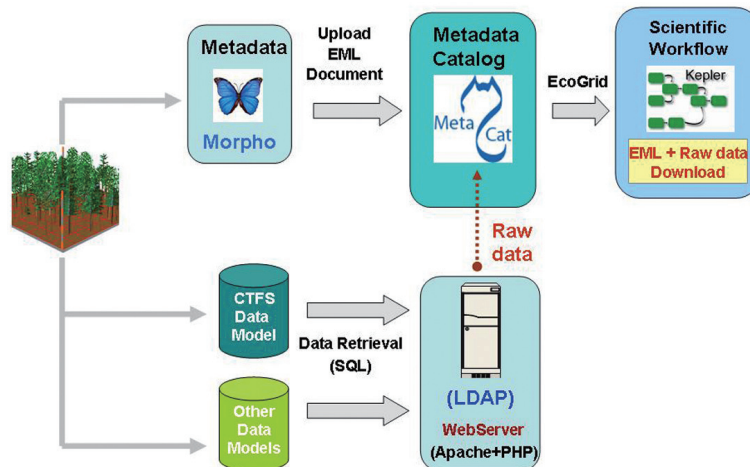 Metadata
Morpho
Upload
EML
Document
Metadata
Catalog
Meta
Cat
EcoGrid
Scientific
Workflow
Kepler
EML + Raw data
Download
Raw
data
CTFS
Data
Model
Data Retrieval
(SQL)
Other
Data
Models
(LDAP)
WebServer
(Apache+PHP)